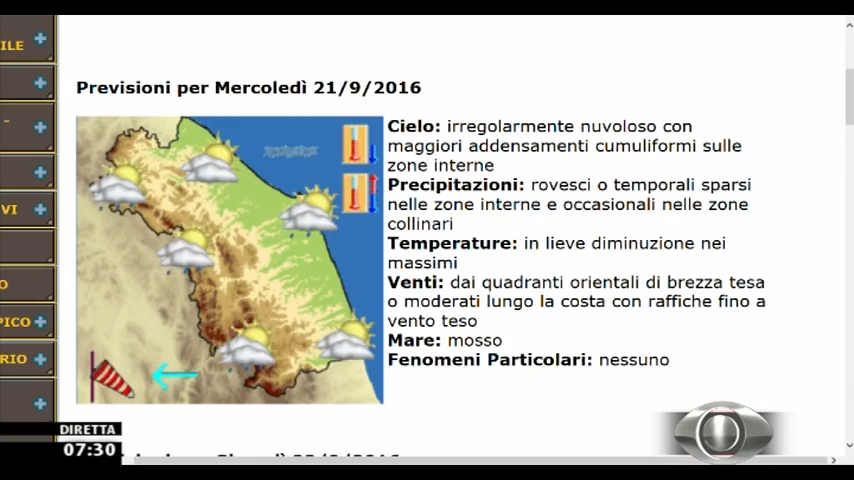 ILE
Previsioni per Mercoledì 21/9/2016
Cielo: irregolarmente nuvoloso con
maggiori addensamenti cumuliformi sulle
zone interne
Precipitazioni: rovesci o temporali sparsi
nelle zone interne e occasionali nelle zone
collinari
Temperature: in lieve diminuzione nei
massimi
Venti: dai quadranti orientali di brezza tesa
o moderati lungo la costa con raffiche fino a
vento teso
Mare: mosso
Fenomeni Particolari: nessuno
VI
O
PICO
RIO
DIRETTA
07:30